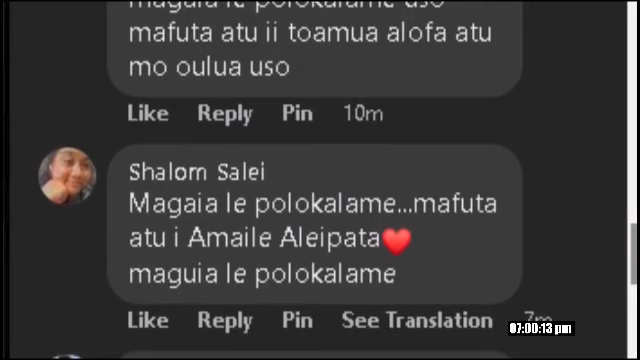 mafuta atu ii toamua alofa atu
mo oulua uso
Like Reply Pin 10m
Shalom Salei
Magaia le polokalame...mafuta
atu i Amaile Aleipata❤️
maguia le polokalame
Like Reply Pin See Translation 7m
07:00:13 pm